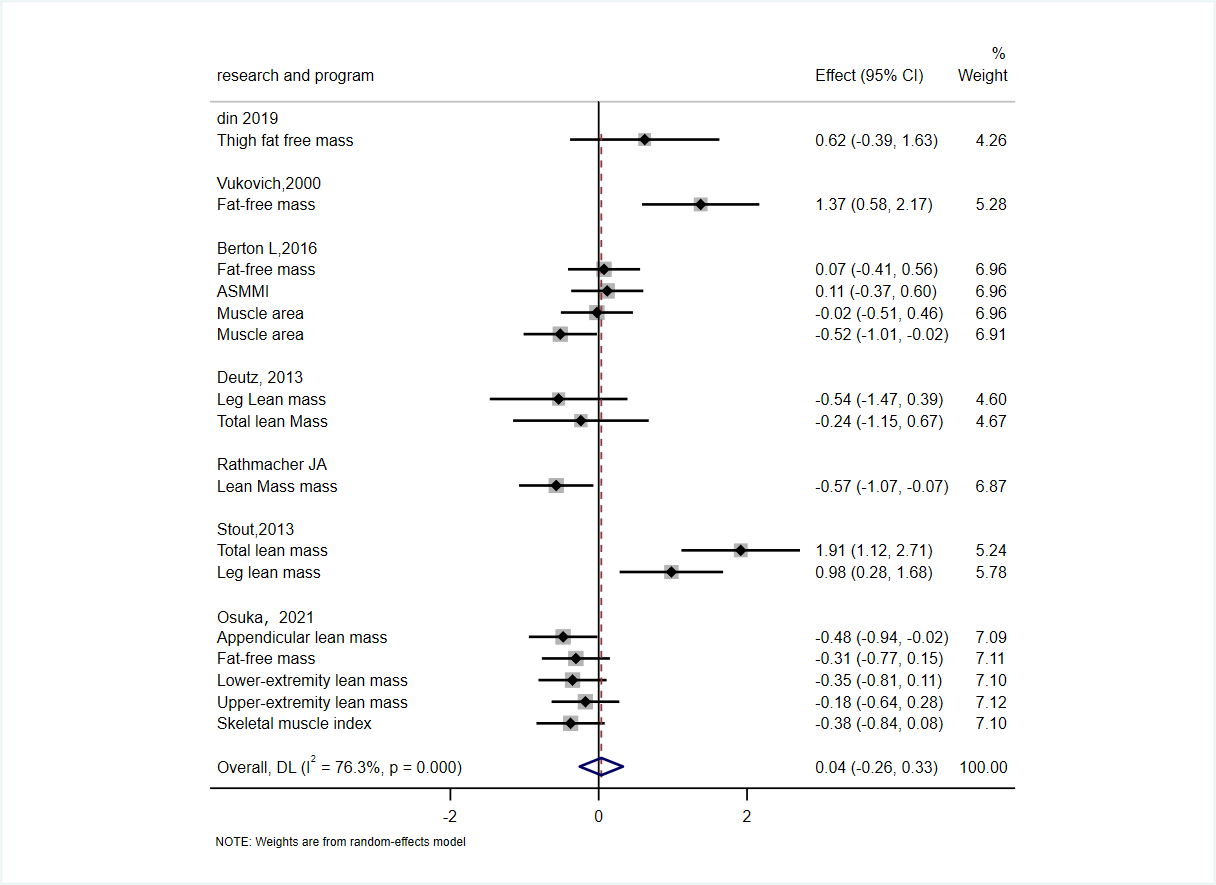 %
research and program Effect (95% CI) Weight
din 2019
Thigh fat free mass 0.62 (-0.39, 1.63) 4.26
Vukovich,2000
Fat-free mass 1.37 (0.58, 2.17) 5.28
Berton L,2016
Fat-free mass 0.07 (-0.41, 0.56) 6.96
ASMMI 0.11 (-0.37, 0.60) 6.96
Muscle area -0.02 (-0.51, 0.46) 6.96
Muscle area -0.52 (-1.01, -0.02) 6.91
Deutz, 2013
Leg Lean mass -0.54 (-1.47, 0.39) 4.60
Total lean Mass -0.24 (-1.15, 0.67) 4.67
Rathmacher JA
Lean Mass mass -0.57 (-1.07, -0.07) 6.87
Stout,2013
Total lean mass 1.91 (1.12, 2.71) 5.24
Leg lean mass 0.98 (0.28, 1.68) 5.78
Osuka，2021
Appendicular lean mass -0.48 (-0.94, -0.02) 7.09
Fat-free mass -0.31 (-0.77, 0.15) 7.11
Lower-extremity lean mass -0.35 (-0.81, 0.11) 7.10
Upper-extremity lean mass -0.18 (-0.64, 0.28) 7.12
Skeletal muscle index -0.38 (-0.84, 0.08) 7.10
Overall, DL (I² = 76.3%, p = 0.000) 0.04 (-0.26, 0.33) 100.00
-2 0 2
NOTE: Weights are from random-effects model